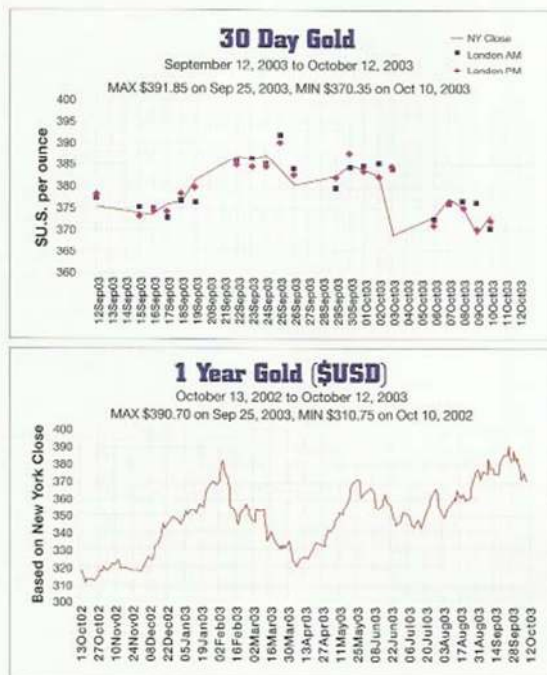 30 Day Gold
September 12, 2003 to October 12, 2003
MAX $391.85 on Sep 25, 2003, MIN $370.35 on Oct 10, 2003
NY Close
London AM
London PM
$U.S. per ounce
400
395
390
385
380
375
370
365
360
12Sep03
13Sep03
14Sep03
15Sep03
16Sep03
17Sep03
18Sep03
19Sep03
20Sep03
21Sep03
22Sep03
23Sep03
24Sep03
25Sep03
26Sep03
27Sep03
28Sep03
29Sep03
30Sep03
01Oct03
02Oct03
03Oct03
04Oct03
05Oct03
06Oct03
07Oct03
08Oct03
09Oct03
10Oct03
11Oct03
12Oct03
1 Year Gold ($USD)
October 13, 2002 to October 12, 2003
MAX $390.70 on Sep 25, 2003, MIN $310.75 on Oct 10, 2002
Based on New York Close
400
390
380
370
360
350
340
330
320
310
300
13Oct02
27Oct02
10Nov02
24Nov02
08Dec02
22Dec02
05Jan03
19Jan03
02Feb03
16Feb03
02Mar03
16Mar03
30Mar03
13Apr03
27Apr03
11May03
25May03
08Jun03
22Jun03
06Jul03
20Jul03
03Aug03
17Aug03
31Aug03
14Sep03
28Sep03
12Oct03